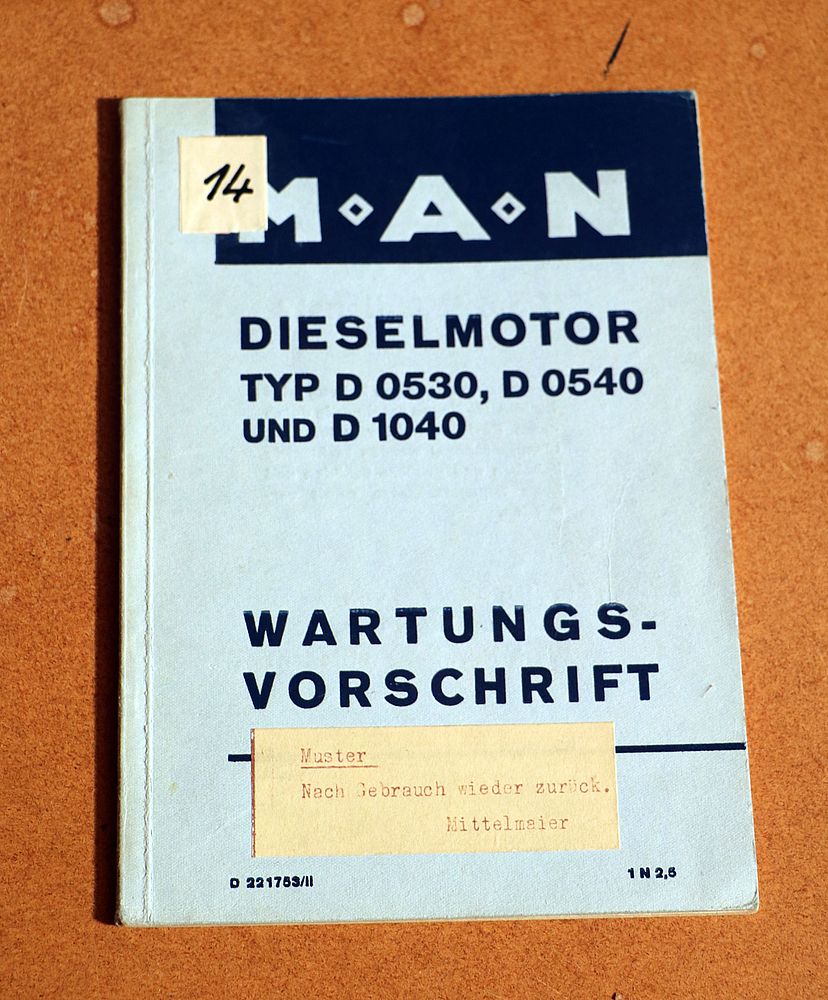 14
M◇A◇N
DIESELMOTOR
TYP D 0530, D 0540
UND D 1040
WARTUNGS-
VORSCHRIFT
Muster
Nach Gebrauch wieder zurück.
Mittelmaier
D 221753/II
1 N 2,5